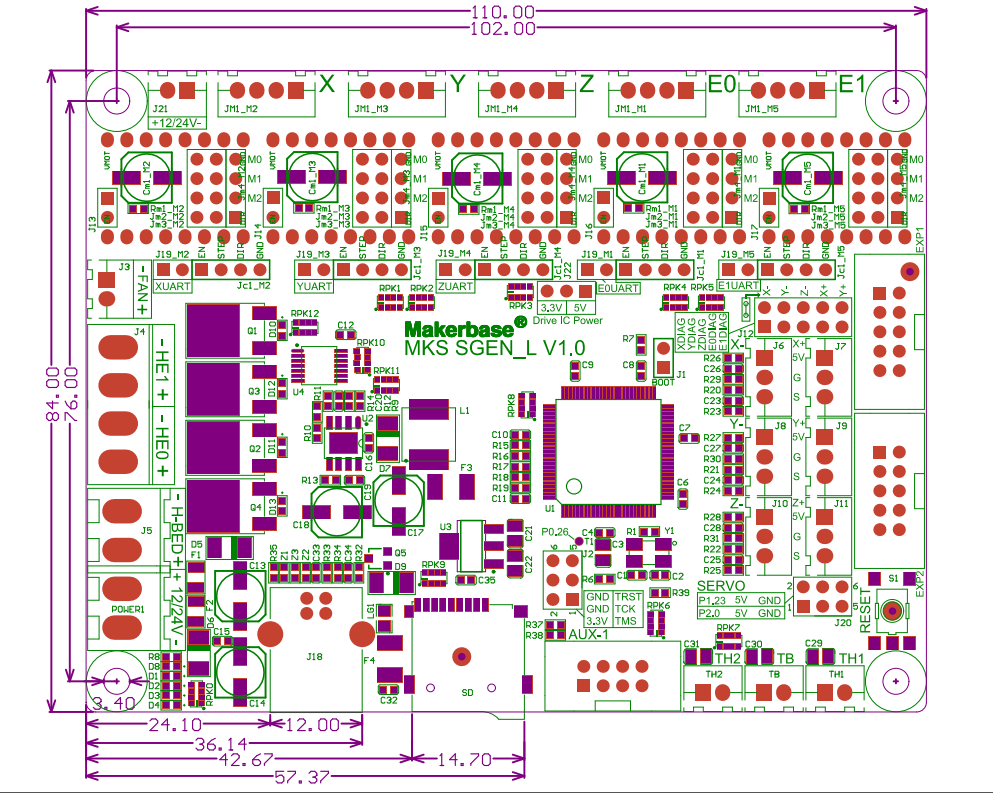 110.00
102.00
84.00
76.00
X Y Z E0 E1
J21 JM1_M2 JM1_M3 JM1_M4 JM1_M1 JM1_M5
+12/24V-
VMOT VMOT VMOT VMOT VMOT
Cm1_M2 Cm1_M3 Cm1_M4 Cm1_M1 Cm1_M5
M0 M0 M0 M0 M0
M1 M1 M1 M1 M1
M2 M2 M2 M2 M2
Rm1_M2 Rm1_M3 Rm1_M4 Rm1_M1 Rm1_M5
Jm2_M2 Jm2_M3 Jm2_M4 Jm2_M1 Jm2_M5
Jm3_M2 Jm3_M3 Jm3_M4 Jm3_M1 Jm3_M5
J13 J14 J15 J16 J17
EXP1
EN STEP DIR GND EN STEP DIR GND EN STEP DIR GND EN STEP DIR GND EN STEP DIR GND
J19_M2 J19_M3 J19_M4 J19_M1 J19_M5
Jc1_M2 Jc1_M3 Jc1_M4 Jc1_M1 Jc1_M5
XUART YUART ZUART E0UART E1UART
J22
3.3V 5V
Drive IC Power
J3
-FAN+
RPK1 RPK2 RPK3 RPK4 RPK5
X- Y- Z- X+ Y+
XDIAG
YDIAG
ZDIAG
E0DIAG
E1DIAG
J12
Makerbase®
MKS SGEN_L V1.0
J4
- HE1 +
- HE0 +
Q1 D10 RPK12 C12
U4 RPK10
RPK11
Q3 D12
R11 R14 C20 R12 R9
R10 U2 L1
Q2 D11
C16
D7 F3
R13 C19
Q4 D13
C18 C17
R7 C9 C8
J1
BOOT
RPK8
C10
R15
R16
R17
R18
R19
C11
U1
C7
C6
X-
R26
C26
R29
R20
C23
R23
Y-
R27
C27
R30
R21
C24
R24
Z-
R28
C28
R31
R22
C25
R25
J6 X+ J7
5V
G
S
J8 Y+ J9
5V
G
S
J10 Z+ J11
5V
G
S
J5
- H-BED +
+ 12/24V -
POWER1
D5
F1
C13
F2
D6
C15
C14
R35 Z1 Z3 Z2 C33 R34 C34 R32
Q5
D9
U3
C21
C22
C35
RPK9
P0.26
T1
C4
C3
J2
R1 Y1
R6
C1 C2
R39
GND TRST
GND TCK
3.3V TMS
RPK6
R37
R38
AUX-1
SERVO
P1.23 5V GND
P2.0 5V GND
J20
RESET
S1
EXP2
RPK7
C31 TH2 C30 TB C29 TH1
TH2 TB TH1
R8
D8
D1
D2
D3
D4
RPK0
J18
LG1
F4
C32
SD
3.40
24.10
12.00
36.14
42.67
14.70
57.37